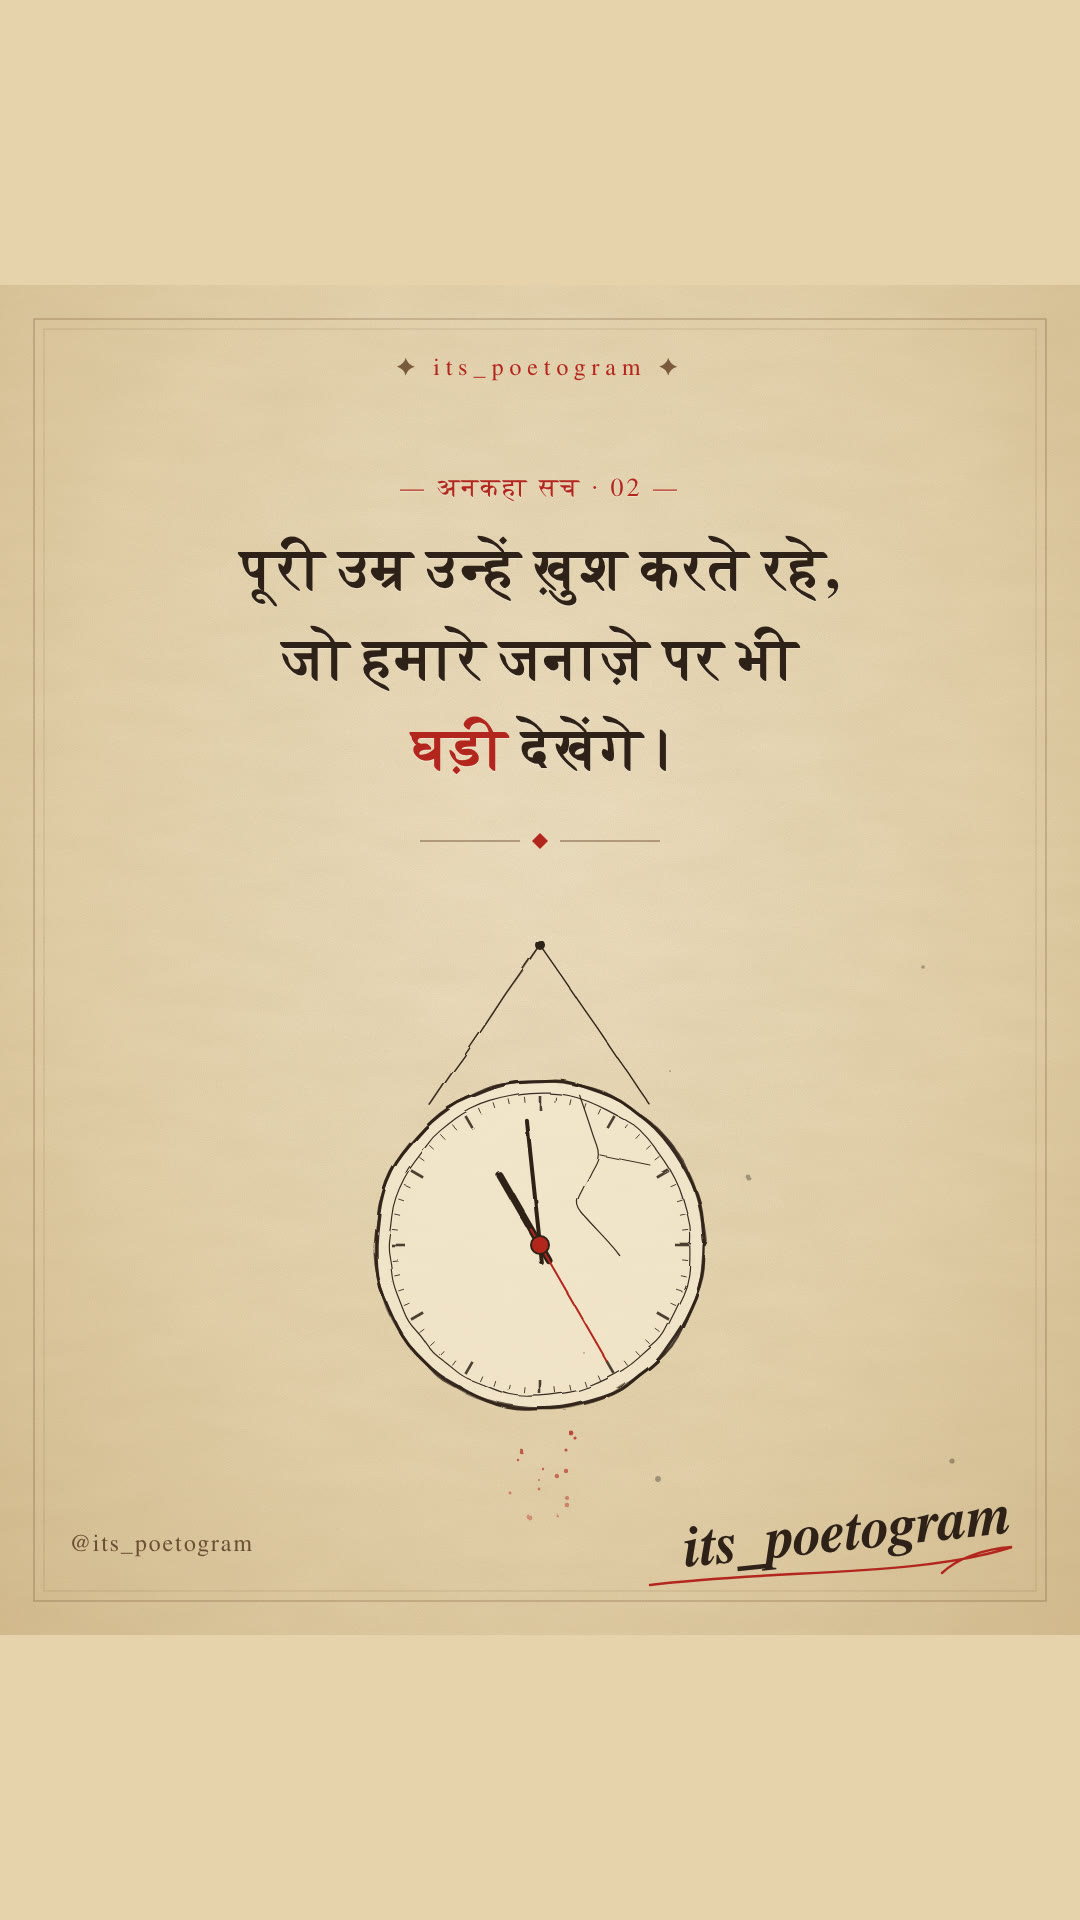 ✦ its_poetogram ✦
— अनकहा सच · 02 —
पूरी उम्र उन्हें ख़ुश करते रहे,
जो हमारे जनाज़े पर भी
घड़ी देखेंगे।
@its_poetogram
its_poetogram